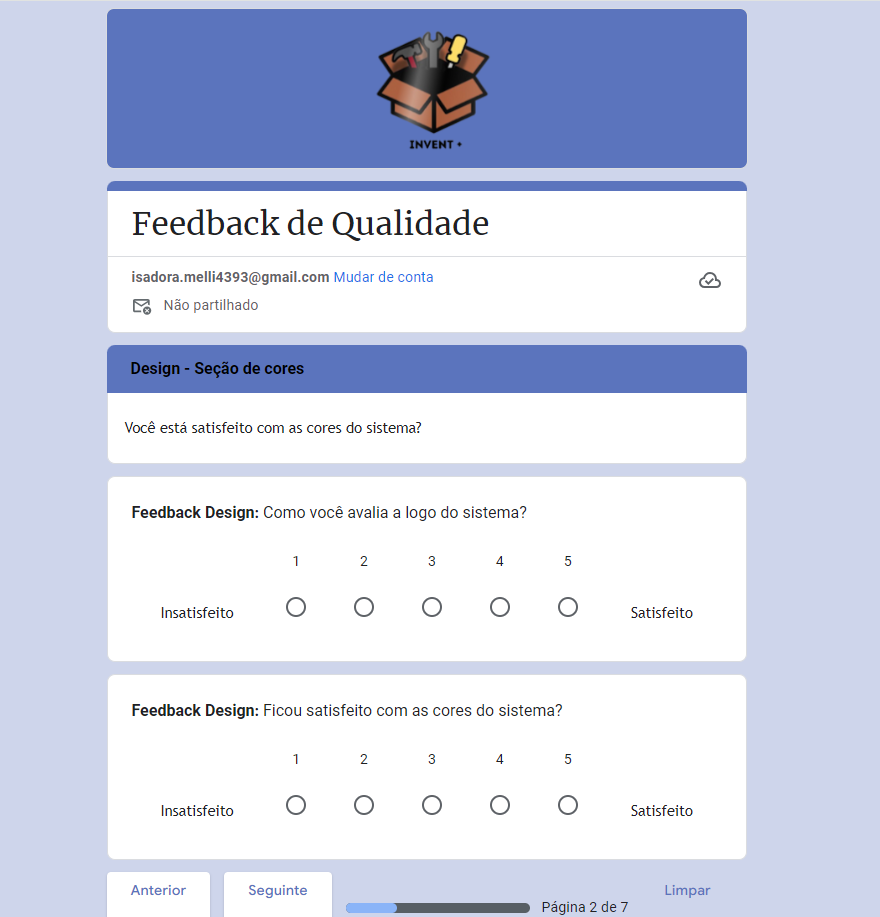 INVENT •
Feedback de Qualidade
isadora.melli4393@gmail.com Mudar de conta
Não partilhado
Design - Seção de cores
Você está satisfeito com as cores do sistema?
Feedback Design: Como você avalia a logo do sistema?
1 2 3 4 5
Insatisfeito Satisfeito
Feedback Design: Ficou satisfeito com as cores do sistema?
1 2 3 4 5
Insatisfeito Satisfeito
Anterior Seguinte Página 2 de 7 Limpar